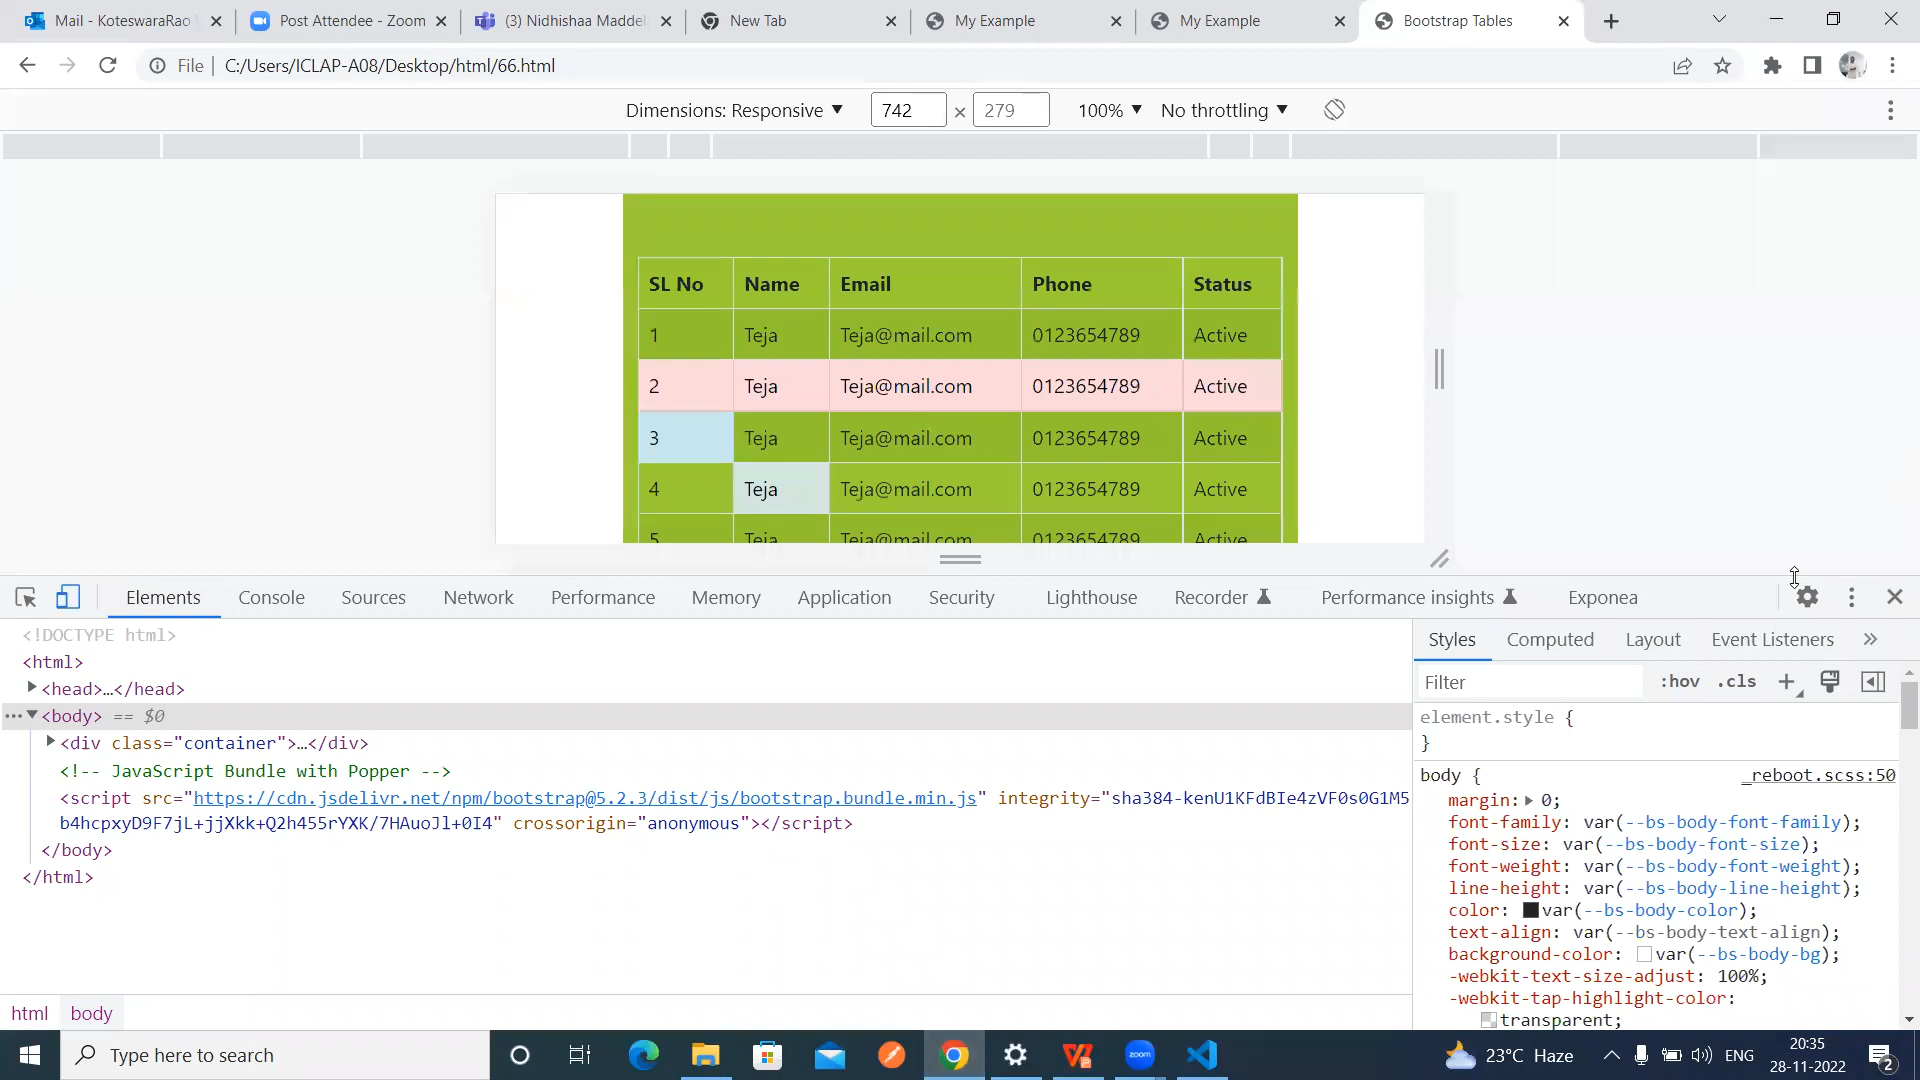 Mail - KoteswaraRao
Post Attendee - Zoom
(3) Nidhishaa Maddel
New Tab
My Example
My Example
Bootstrap Tables
File | C:/Users/ICLAP-A08/Desktop/html/66.html
Dimensions: Responsive 742 × 279 100% No throttling
SL No Name Email Phone Status
1 Teja Teja@mail.com 0123654789 Active
2 Teja Teja@mail.com 0123654789 Active
3 Teja Teja@mail.com 0123654789 Active
4 Teja Teja@mail.com 0123654789 Active
5 Teja Teja@mail.com 0123654789 Active
Elements Console Sources Network Performance Memory Application Security Lighthouse Recorder Performance insights Exponea
<!DOCTYPE html>
<html>
<head>…</head>
<body> == $0
<div class="container">…</div>
<!-- JavaScript Bundle with Popper -->
<script src="https://cdn.jsdelivr.net/npm/bootstrap@5.2.3/dist/js/bootstrap.bundle.min.js" integrity="sha384-kenU1KFdBIe4zVF0s0G1M5
b4hcpxyD9F7jL+jjXkk+Q2h455rYXK/7HAuoJl+0I4" crossorigin="anonymous"></script>
</body>
</html>
html body
Styles Computed Layout Event Listeners »
Filter :hov .cls +
element.style {
}
body { _reboot.scss:50
margin: 0;
font-family: var(--bs-body-font-family);
font-size: var(--bs-body-font-size);
font-weight: var(--bs-body-font-weight);
line-height: var(--bs-body-line-height);
color: var(--bs-body-color);
text-align: var(--bs-body-text-align);
background-color: var(--bs-body-bg);
-webkit-text-size-adjust: 100%;
-webkit-tap-highlight-color:
transparent;
Type here to search
zoom
23°C Haze
ENG
20:35
28-11-2022
2